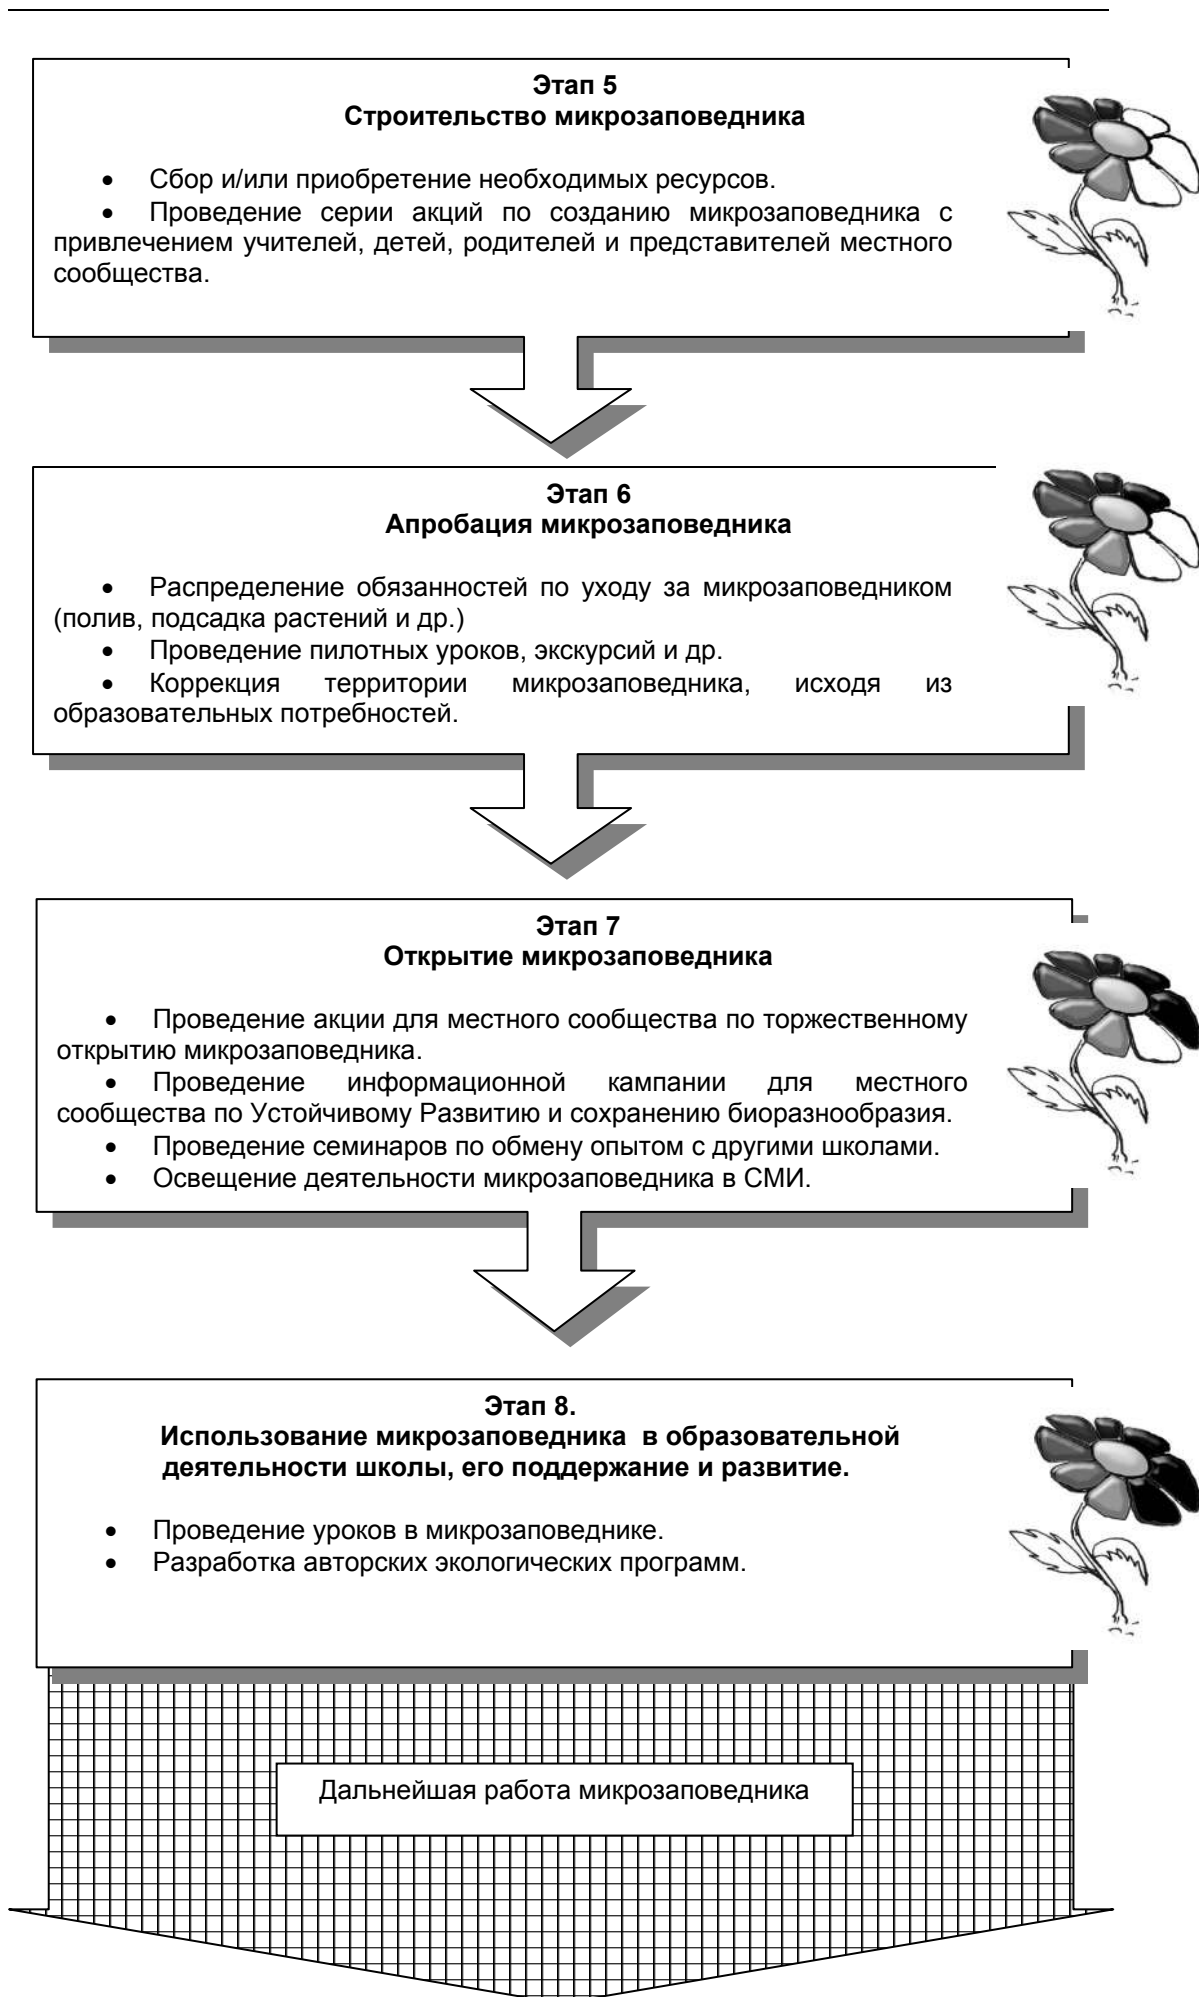 Этап 5
Строительство микрозаповедника
• Сбор и/или приобретение необходимых ресурсов.
• Проведение серии акций по созданию микрозаповедника с
привлечением учителей, детей, родителей и представителей местного
сообщества.
Этап 6
Апробация микрозаповедника
• Распределение обязанностей по уходу за микрозаповедником
(полив, подсадка растений и др.)
• Проведение пилотных уроков, экскурсий и др.
• Коррекция территории микрозаповедника, исходя из
образовательных потребностей.
Этап 7
Открытие микрозаповедника
• Проведение акции для местного сообщества по торжественному
открытию микрозаповедника.
• Проведение информационной кампании для местного
сообщества по Устойчивому Развитию и сохранению биоразнообразия.
• Проведение семинаров по обмену опытом с другими школами.
• Освещение деятельности микрозаповедника в СМИ.
Этап 8.
Использование микрозаповедника в образовательной
деятельности школы, его поддержание и развитие.
• Проведение уроков в микрозаповеднике.
• Разработка авторских экологических программ.
Дальнейшая работа микрозаповедника